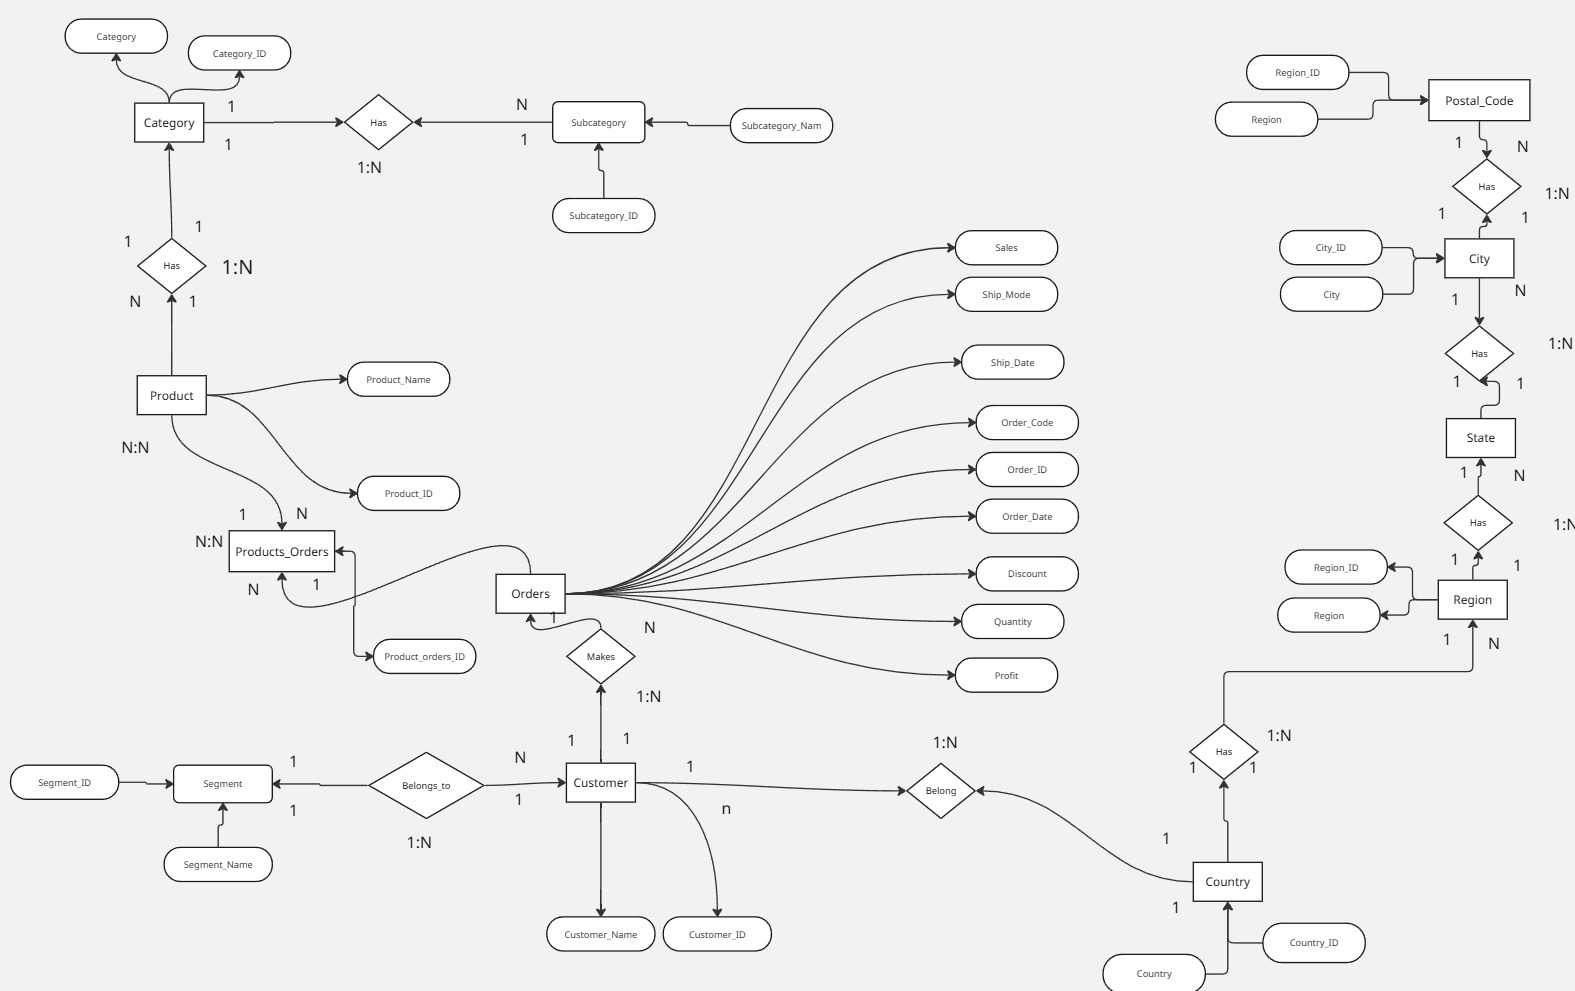 Category
Category_ID
Category
1
1
Has
1:N
N
1
Subcategory
Subcategory_Nam
Subcategory_ID
1
1
Has
1:N
N
1
Product
Product_Name
Product_ID
N:N
1
N
N:N
Products_Orders
N
1
Product_orders_ID
Orders
1
N
Makes
1:N
1
1
Sales
Ship_Mode
Ship_Date
Order_Code
Order_ID
Order_Date
Discount
Quantity
Profit
Segment_ID
Segment
Segment_Name
1
1
Belongs_to
1:N
N
1
Customer
Customer_Name
Customer_ID
1
n
1:N
Belong
1
1
Country
Country_ID
Country
Has
1:N
1
1
Region_ID
Region
Postal_Code
1
N
Has
1:N
1
1
City_ID
City
City
1
N
Has
1:N
1
1
State
1
N
Has
1:N
1
1
Region_ID
Region
Region
1
N